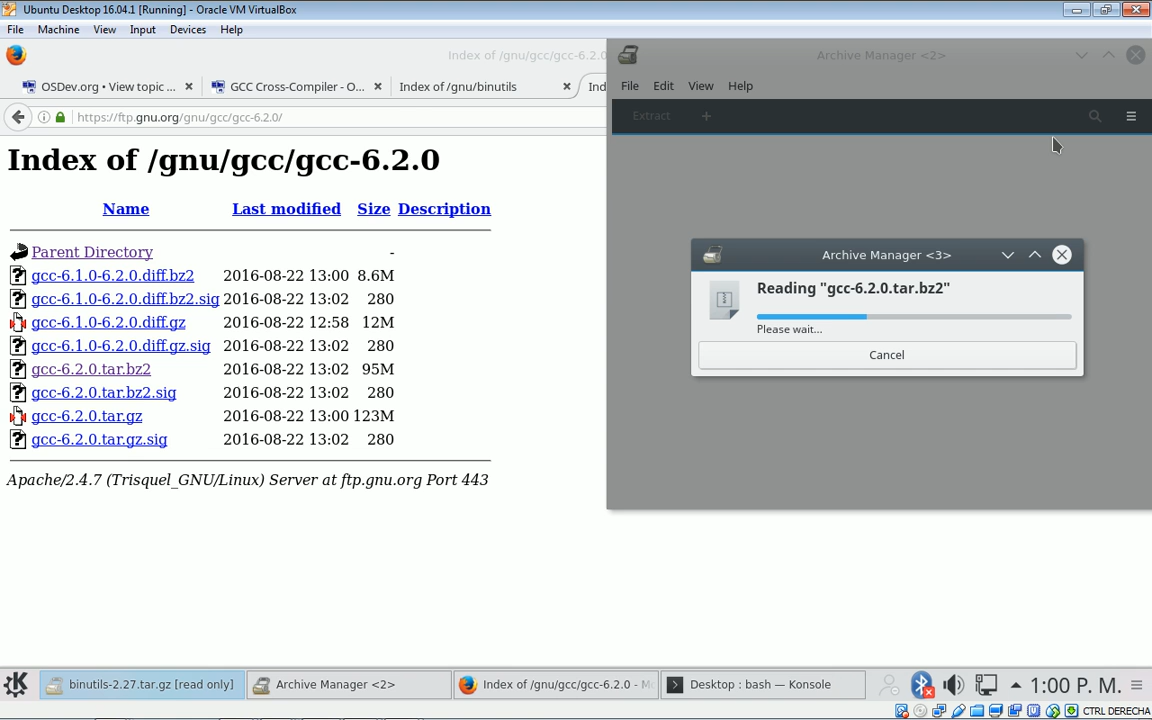 Ubuntu Desktop 16.04.1 [Running] - Oracle VM VirtualBox
File Machine View Input Devices Help
Index of /gnu/gcc/gcc-6.2.0
Archive Manager <2>
OSDev.org • View topic ...
GCC Cross-Compiler - O...
Index of /gnu/binutils
Ind
File Edit View Help
https://ftp.gnu.org/gnu/gcc/gcc-6.2.0/
Extract
Index of /gnu/gcc/gcc-6.2.0
Name Last modified Size Description
Parent Directory -
gcc-6.1.0-6.2.0.diff.bz2 2016-08-22 13:00 8.6M
gcc-6.1.0-6.2.0.diff.bz2.sig 2016-08-22 13:02 280
gcc-6.1.0-6.2.0.diff.gz 2016-08-22 12:58 12M
gcc-6.1.0-6.2.0.diff.gz.sig 2016-08-22 13:02 280
gcc-6.2.0.tar.bz2 2016-08-22 13:02 95M
gcc-6.2.0.tar.bz2.sig 2016-08-22 13:02 280
gcc-6.2.0.tar.gz 2016-08-22 13:00 123M
gcc-6.2.0.tar.gz.sig 2016-08-22 13:02 280
Apache/2.4.7 (Trisquel_GNU/Linux) Server at ftp.gnu.org Port 443
Archive Manager <3>
Reading "gcc-6.2.0.tar.bz2"
Please wait...
Cancel
binutils-2.27.tar.gz [read only]
Archive Manager <2>
Index of /gnu/gcc/gcc-6.2.0 - Mo
Desktop : bash — Konsole
1:00 P. M.
CTRL DERECHA